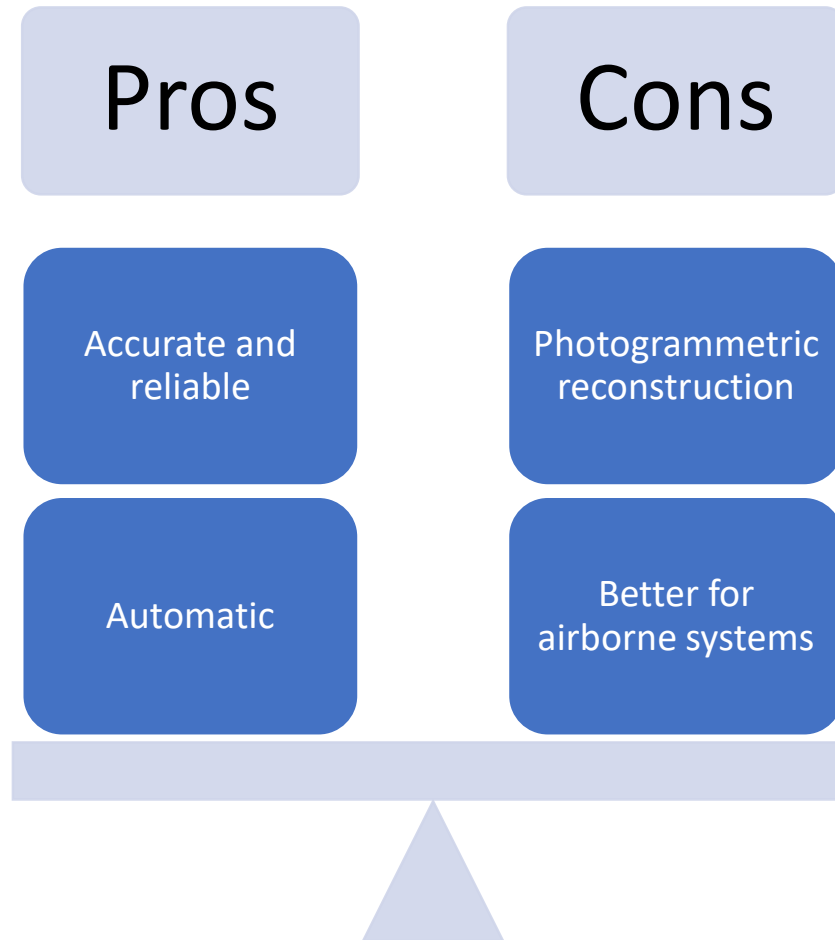 Pros
Cons
Accurate and
reliable
Photogrammetric
reconstruction
Automatic
Better for
airborne systems